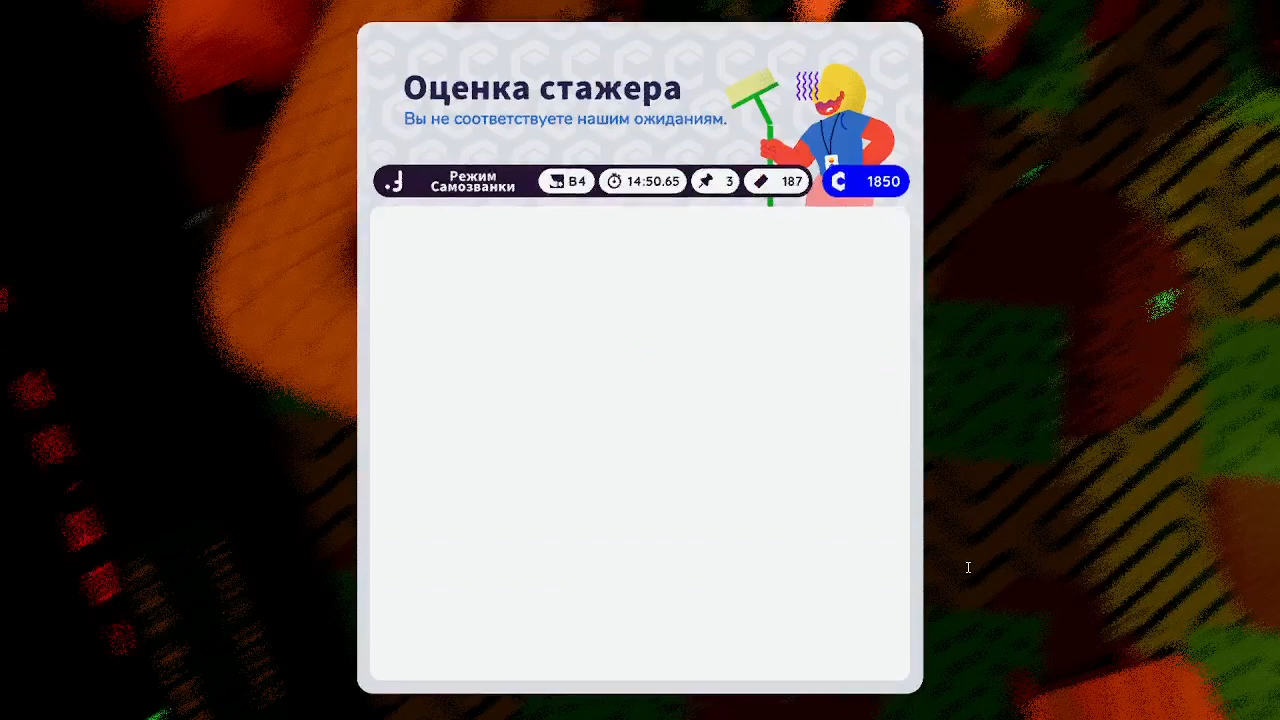 Оценка стажера
Вы не соответствуете нашим ожиданиям.
Режим
Самозванки
B4
14:50.65
3
187
1850